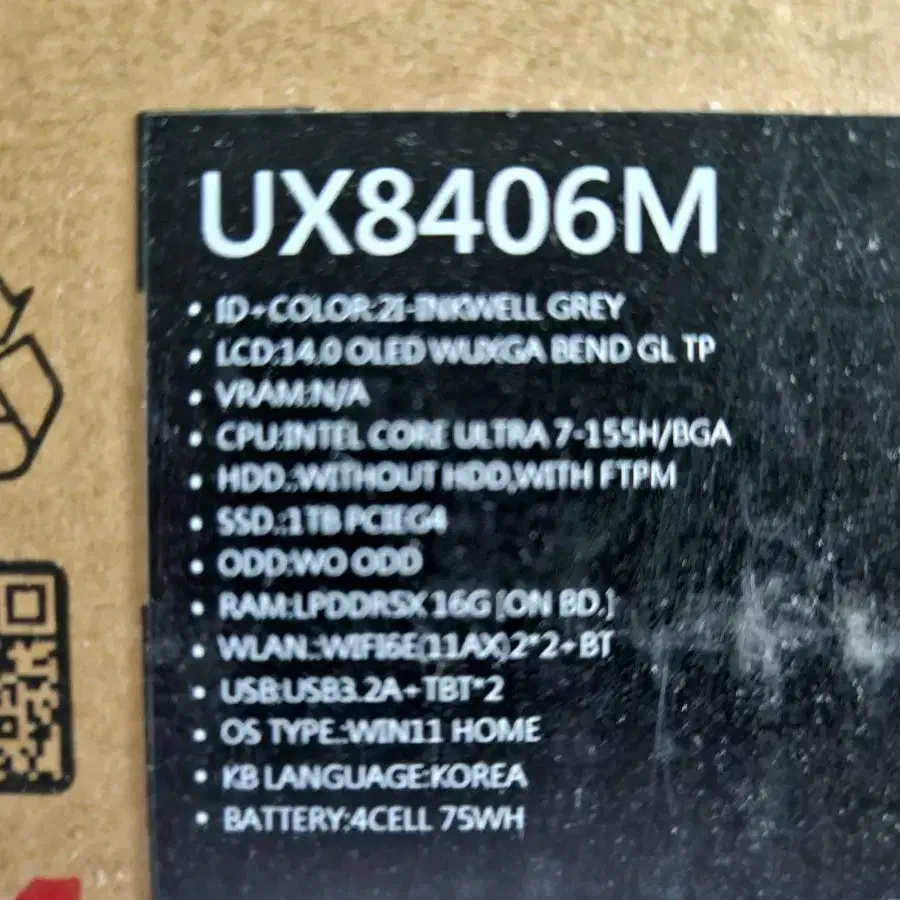 UX8406M
• ID+COLOR:2I-INKWELL GREY
• LCD:14.0 OLED WUXGA BEND GL TP
• VRAM:N/A
• CPU:INTEL CORE ULTRA 7-155H/BGA
• HDD.:WITHOUT HDD,WITH FTPM
• SSD.:1TB PCIEG4
• ODD:WO ODD
• RAM:LPDDR5X 16G [ON BD.]
• WLAN.:WIFI6E(11AX)2*2+BT
• USB:USB3.2A+TBT*2
• OS TYPE.:WIN11 HOME
• KB LANGUAGE:KOREA
• BATTERY:4CELL 75WH